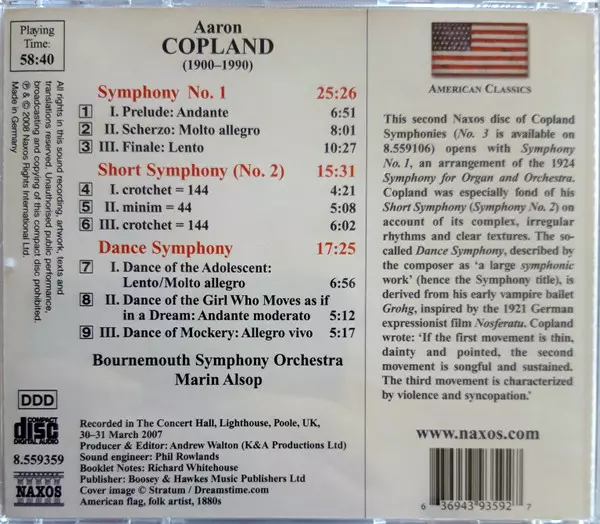 Playing
Time:
58:40
All rights in this sound recording, artwork, texts and
translations reserved. Unauthorised public performance,
broadcasting and copying of this compact disc prohibited.
℗ & © 2008 Naxos Rights International Ltd.
Made in Germany
DDD
COMPACT
disc
DIGITAL AUDIO
8.559359
NAXOS
Aaron
COPLAND
(1900-1990)
Symphony No. 1 25:26
1 I. Prelude: Andante 6:51
2 II. Scherzo: Molto allegro 8:01
3 III. Finale: Lento 10:27
Short Symphony (No. 2) 15:31
4 I. crotchet = 144 4:21
5 II. minim = 44 5:08
6 III. crotchet = 144 6:02
Dance Symphony 17:25
7 I. Dance of the Adolescent:
Lento/Molto allegro 6:56
8 II. Dance of the Girl Who Moves as if
in a Dream: Andante moderato 5:12
9 III. Dance of Mockery: Allegro vivo 5:17
Bournemouth Symphony Orchestra
Marin Alsop
Recorded in The Concert Hall, Lighthouse, Poole, UK,
30–31 March 2007
Producer & Editor: Andrew Walton (K&A Productions Ltd)
Sound engineer: Phil Rowlands
Booklet Notes: Richard Whitehouse
Publisher: Boosey & Hawkes Music Publishers Ltd
Cover image © Stratum / Dreamstime.com
American flag, folk artist, 1880s
AMERICAN CLASSICS
This second Naxos disc of Copland
Symphonies (No. 3 is available on
8.559106) opens with Symphony
No. 1, an arrangement of the 1924
Symphony for Organ and Orchestra.
Copland was especially fond of his
Short Symphony (Symphony No. 2) on
account of its complex, irregular
rhythms and clear textures. The so-
called Dance Symphony, described by
the composer as ‘a large symphonic
work’ (hence the Symphony title), is
derived from his early vampire ballet
Grohg, inspired by the 1921 German
expressionist film Nosferatu. Copland
wrote: ‘If the first movement is thin,
dainty and pointed, the second
movement is songful and sustained.
The third movement is characterized
by violence and syncopation.’
www.naxos.com
6 36943 93592 7